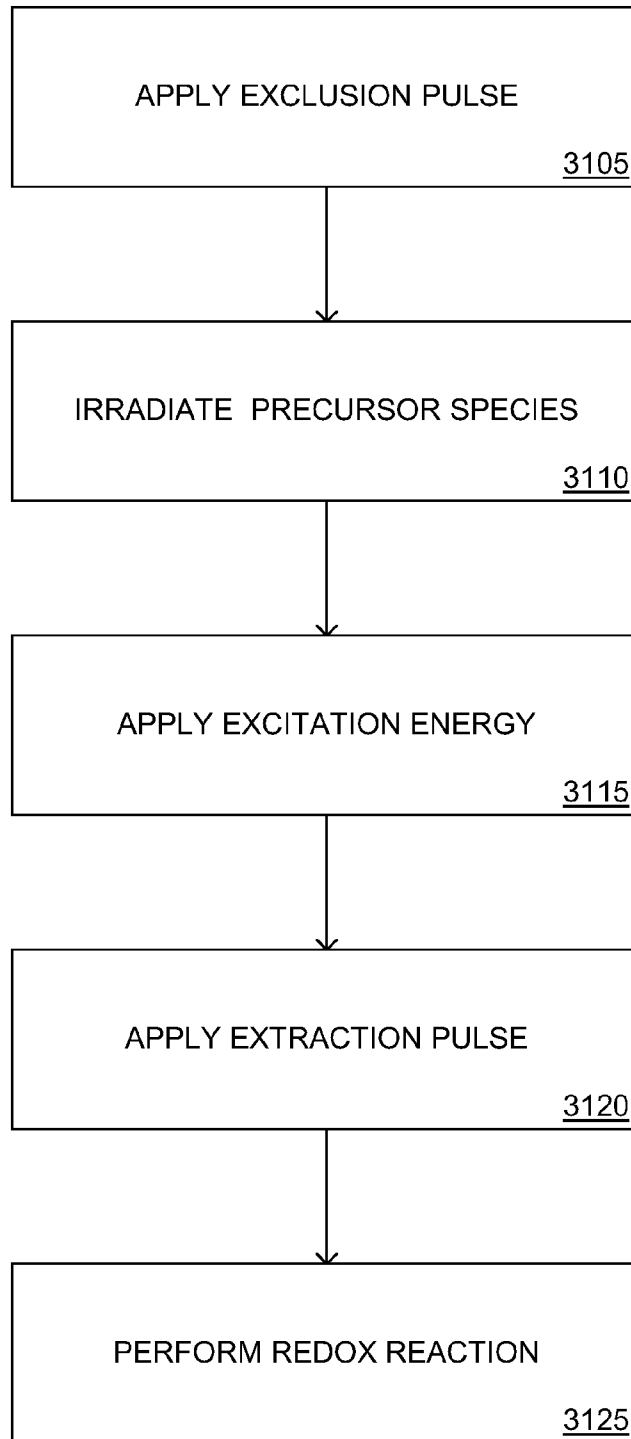 APPLY EXCLUSION PULSE
3105
IRRADIATE PRECURSOR SPECIES
3110
APPLY EXCITATION ENERGY
3115
APPLY EXTRACTION PULSE
3120
PERFORM REDOX REACTION
3125